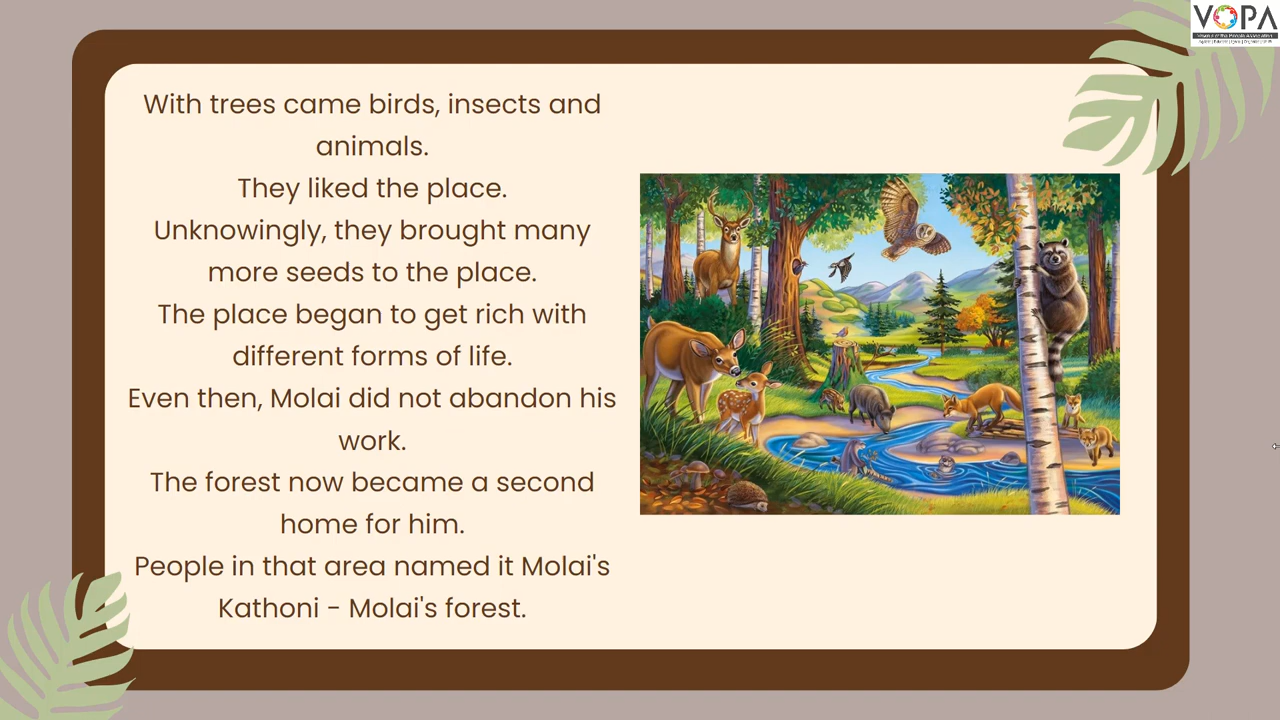 VOPA
With trees came birds, insects and
animals.
They liked the place.
Unknowingly, they brought many
more seeds to the place.
The place began to get rich with
different forms of life.
Even then, Molai did not abandon his
work.
The forest now became a second
home for him.
People in that area named it Molai's
Kathoni - Molai's forest.